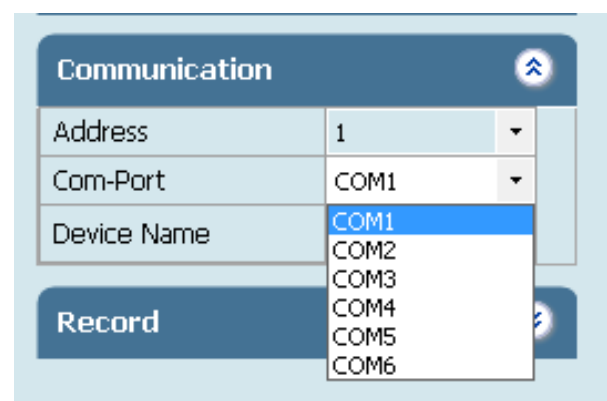 Communication
Address 1
Com-Port COM1
Device Name
COM1
COM2
COM3
COM4
COM5
COM6
Record